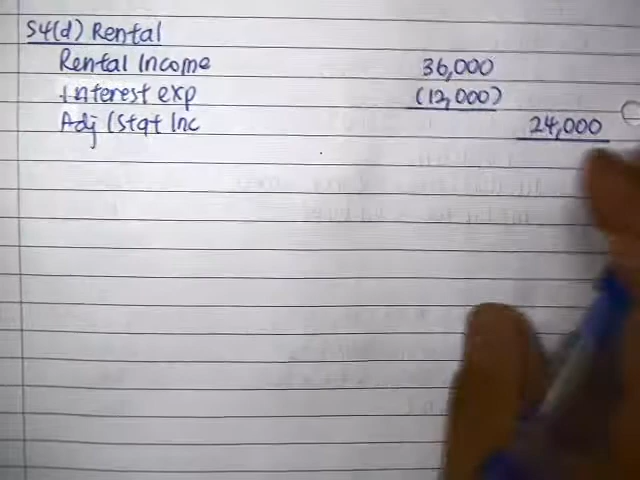 S4(d) Rental
Rental Income 36,000
Interest exp (12,000)
Adj (Stat Inc 24,000